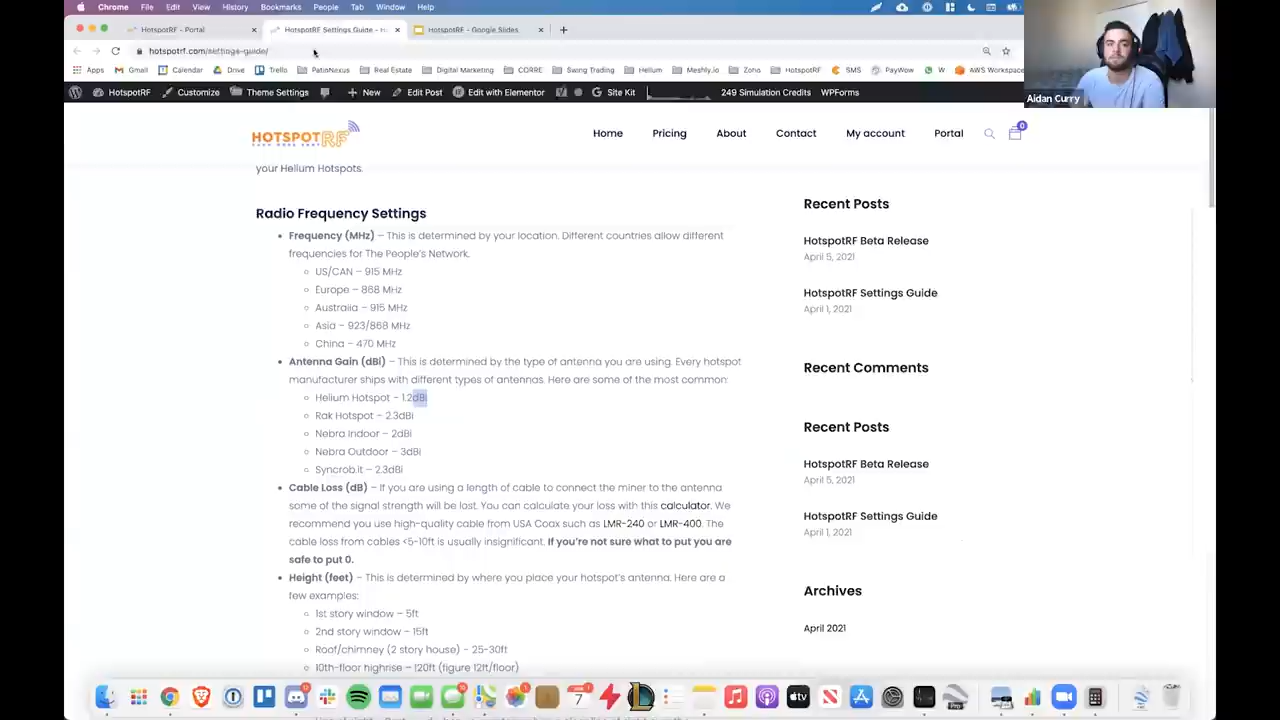 Chrome File Edit View History Bookmarks People Tab Window Help
HotspotRF - Portal
HotspotRF Settings Guide - H
HotspotRF - Google Slides
hotspotrf.com/settings-guide/
Apps Gmail Calendar Drive Trello PatioNexus Real Estate Digital Marketing CORRE Swing Trading Helium Meshly.io Zoho HotspotRF SMS PayWow W AWS Workspace
HotspotRF Customize Theme Settings New Edit Post Edit with Elementor Site Kit 249 Simulation Credits WPForms
Aidan Curry
HOTSPOTRF
Home Pricing About Contact My account Portal 0
your Helium Hotspots.
Radio Frequency Settings
Frequency (MHz) – This is determined by your location. Different countries allow different
frequencies for The People's Network.
US/CAN – 915 MHz
Europe – 868 MHz
Australia – 915 MHz
Asia – 923/868 MHz
China – 470 MHz
Antenna Gain (dBi) – This is determined by the type of antenna you are using. Every hotspot
manufacturer ships with different types of antennas. Here are some of the most common:
Helium Hotspot – 1.2dBi
Rak Hotspot – 2.3dBi
Nebra Indoor – 2dBi
Nebra Outdoor – 3dBi
Syncrob.it – 2.3dBi
Cable Loss (dB) – If you are using a length of cable to connect the miner to the antenna
some of the signal strength will be lost. You can calculate your loss with this calculator. We
recommend you use high-quality cable from USA Coax such as LMR-240 or LMR-400. The
cable loss from cables <5-10ft is usually insignificant. If you're not sure what to put you are
safe to put 0.
Height (feet) – This is determined by where you place your hotspot's antenna. Here are a
few examples:
1st story window – 5ft
2nd story window – 15ft
Roof/chimney (2 story house) - 25-30ft
10th-floor highrise – 120ft (figure 12ft/floor)
Recent Posts
HotspotRF Beta Release
April 5, 2021
HotspotRF Settings Guide
April 1, 2021
Recent Comments
Recent Posts
HotspotRF Beta Release
April 5, 2021
HotspotRF Settings Guide
April 1, 2021
Archives
April 2021